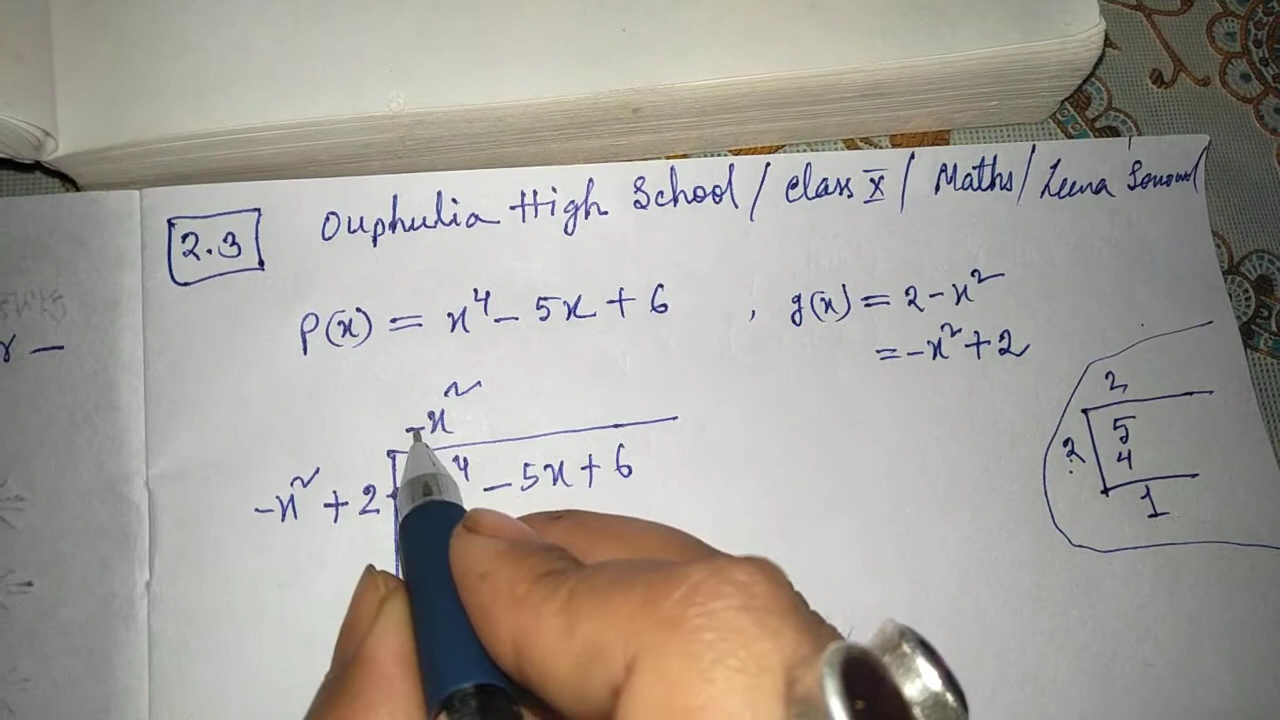 2.3 Ouphulia High School / Class X / Maths / Leena Sonowal
p(x) = x⁴ - 5x + 6 , g(x) = 2 - x²
= -x² + 2
-x²
-x² + 2 ⁴ - 5x + 6
2
2 5
4
1